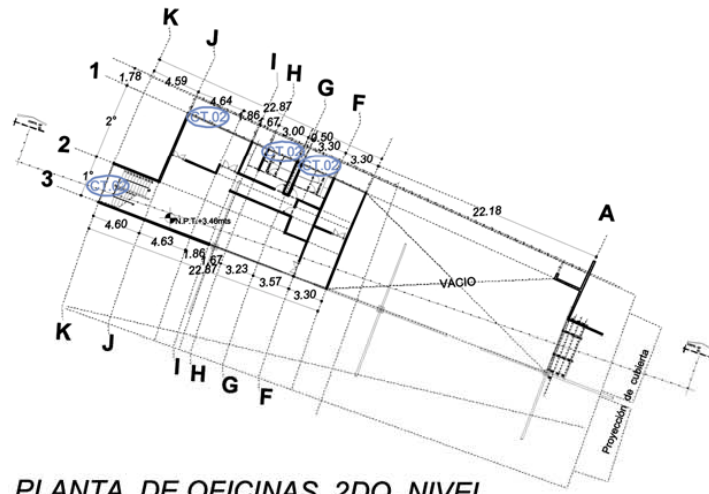 K
J
I
H
G
F
1
1.78
4.59
4.64
22.87
1.86
1.67
3.00
0.50
3.30
3.30
22.18
A
2°
CT.02
CT.02
CT.02
2
1°
3
CT.02
N.P.T.+3.46mts
4.60
4.63
1.86
1.67
22.87
3.23
3.57
3.30
VACIO
K
J
I
H
G
F
Proyección de cubierta
PLANTA DE OFICINAS 2DO. NIVEL